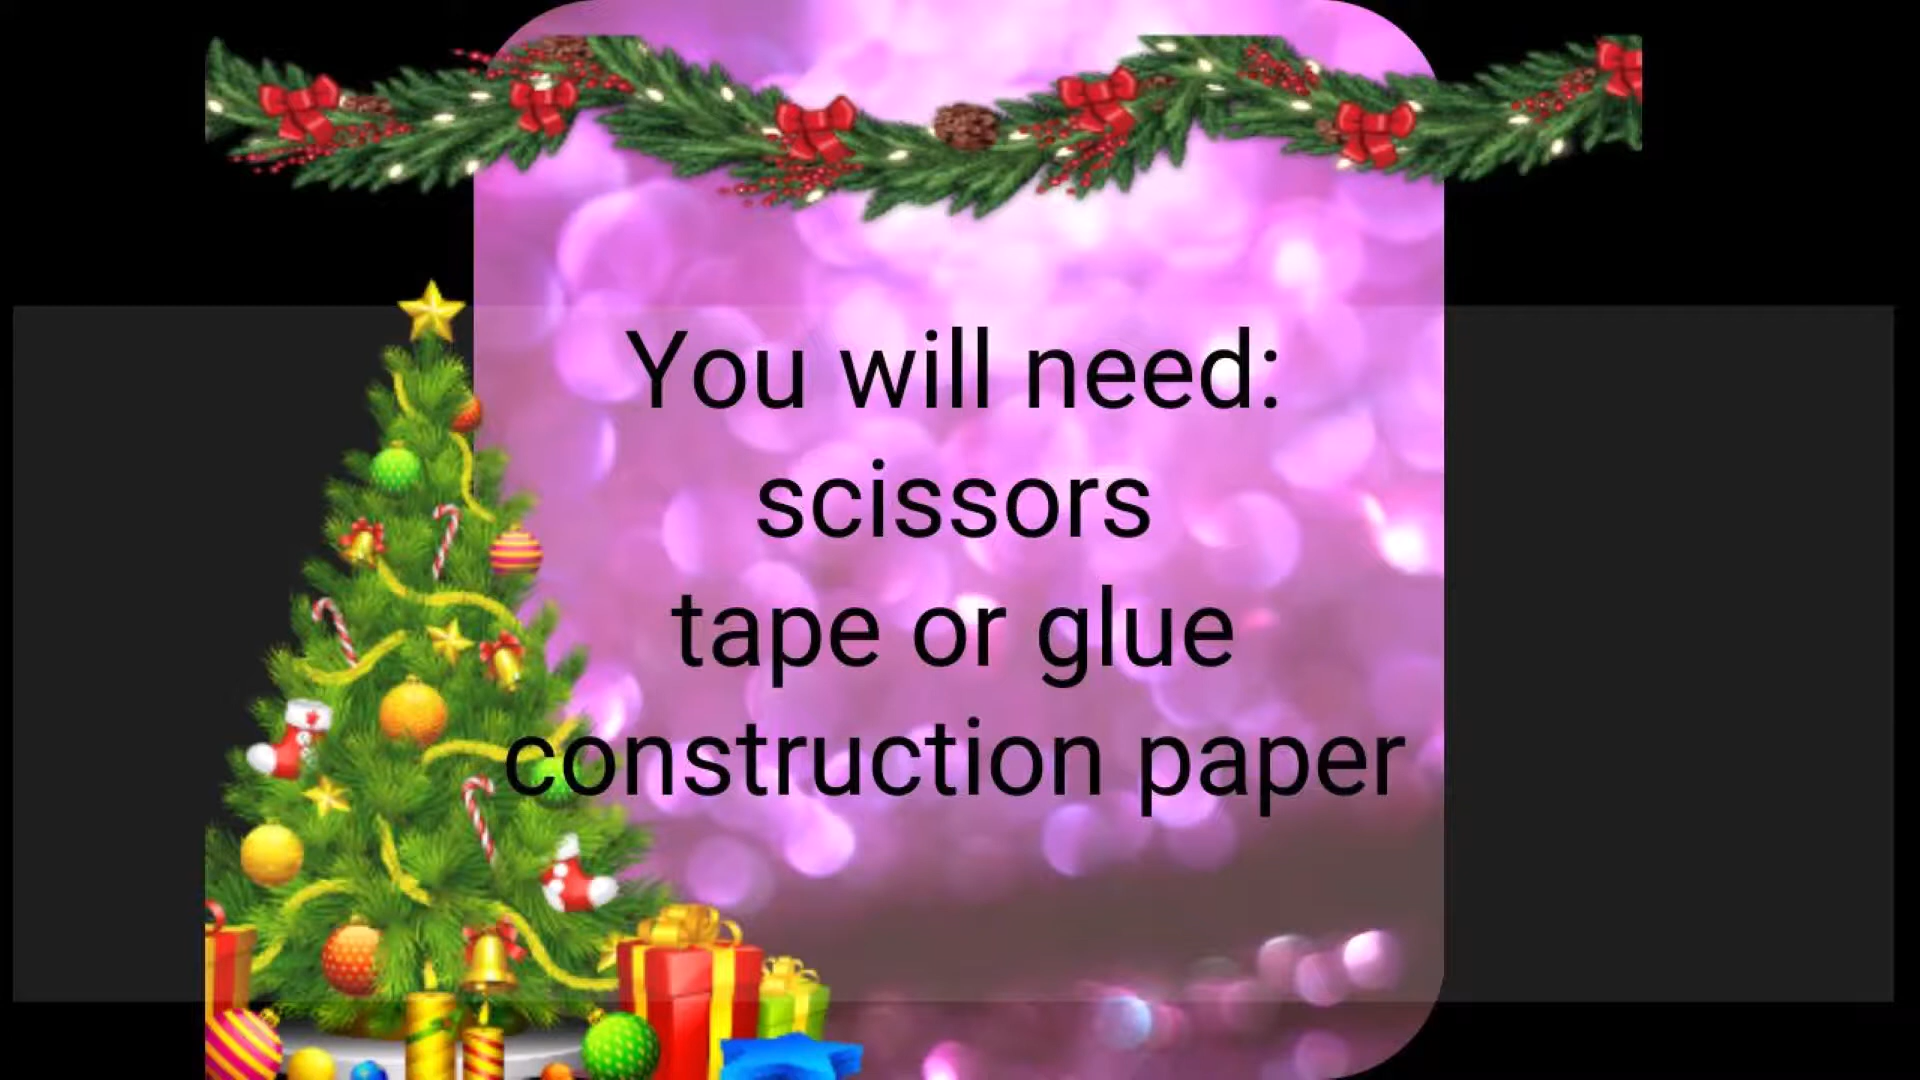 You will need:
scissors
tape or glue
construction paper